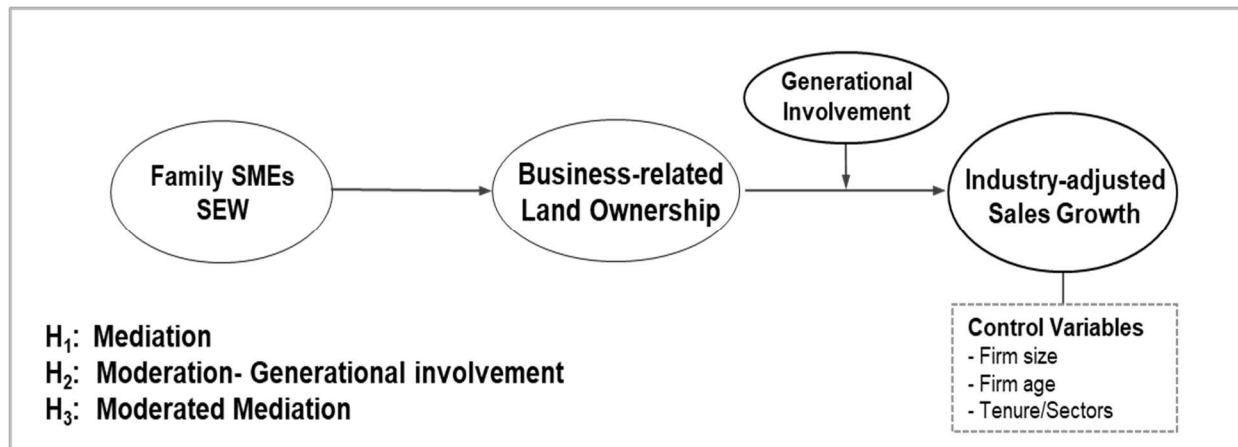 Generational
Involvement
Family SMEs
SEW
Business-related
Land Ownership
Industry-adjusted
Sales Growth
H₁: Mediation
H₂: Moderation- Generational involvement
H₃: Moderated Mediation
Control Variables
- Firm size
- Firm age
- Tenure/Sectors